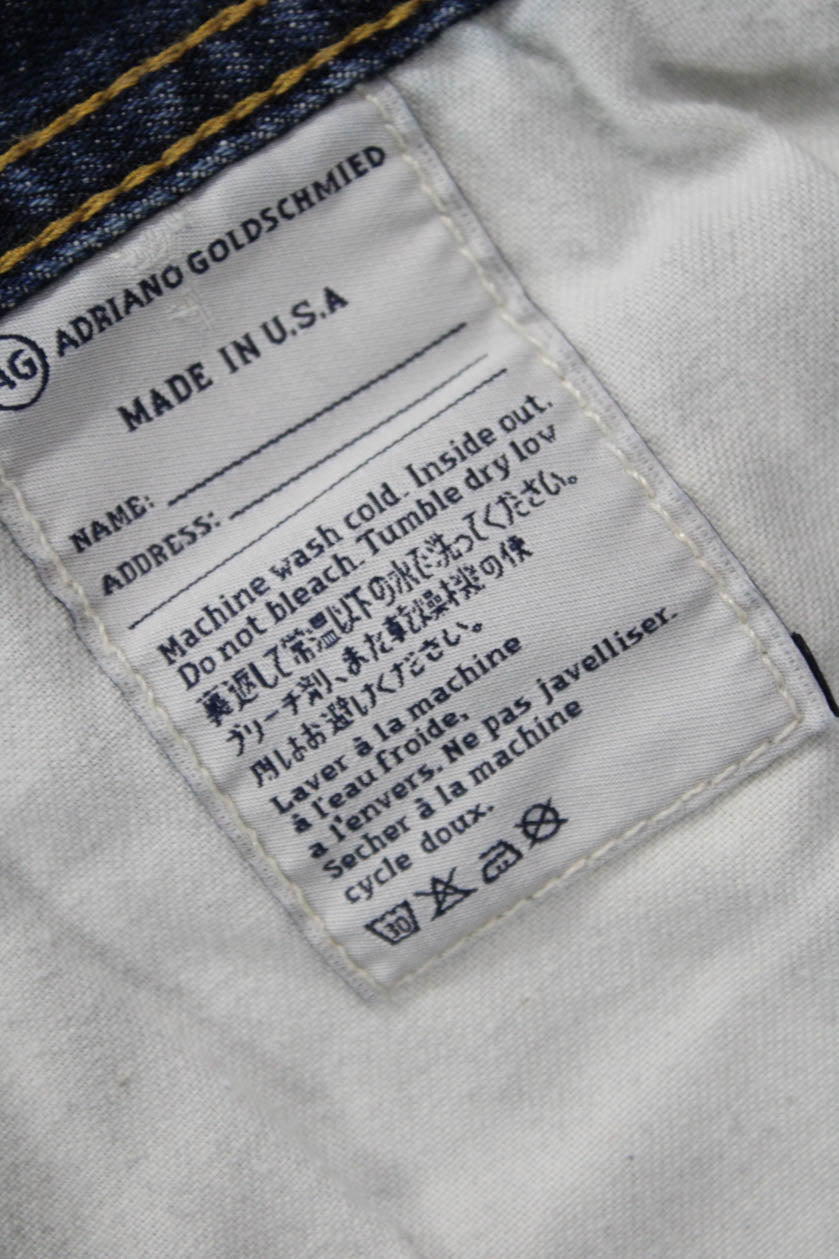 AG ADRIANO GOLDSCHMIED
MADE IN U.S.A
NAME:
ADDRESS:
Machine wash cold. Inside out.
Do not bleach. Tumble dry low
裏返して常温以下の水で洗ってください。
ブリーチ剤、また乾燥機の使
用はお避けください。
Laver à la machine
à l'eau froide,
a l'envers. Ne pas javelliser.
Secher à la machine
cycle doux.
30